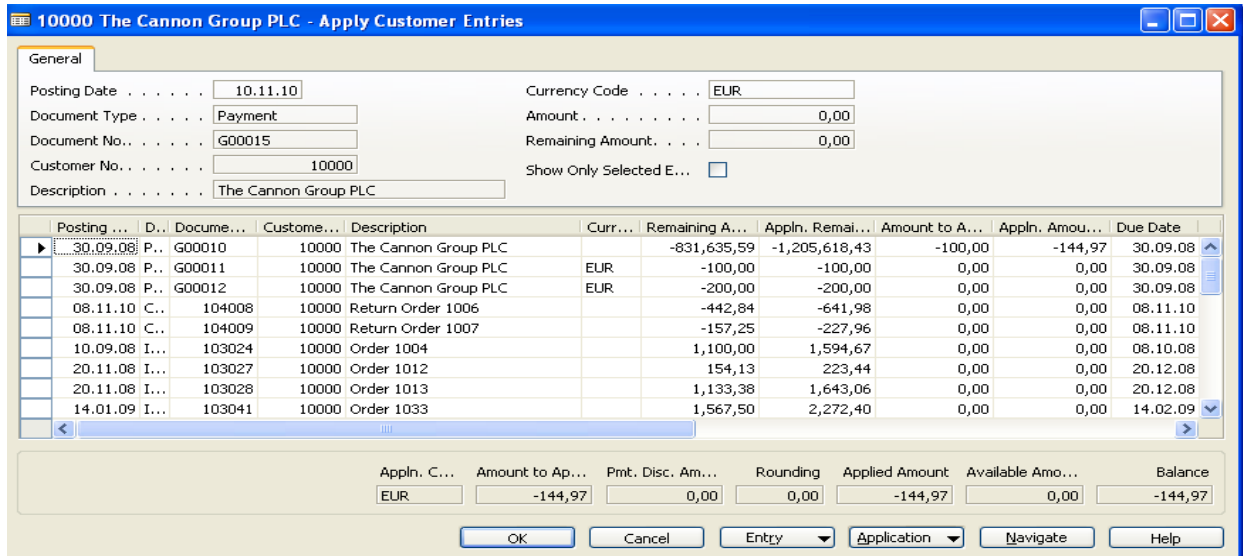 10000 The Cannon Group PLC - Apply Customer Entries
General
Posting Date . . . . . . 10.11.10 Currency Code . . . . . EUR
Document Type . . . . . Payment Amount . . . . . . . . . 0,00
Document No. . . . . . . G00015 Remaining Amount. . . . 0,00
Customer No. . . . . . . 10000 Show Only Selected E...
Description . . . . . . . The Cannon Group PLC
Posting ... D.. Docume... Custome... Description Curr... Remaining A... Appln. Remai... Amount to A... Appln. Amou... Due Date
30.09.08 P.. G00010 10000 The Cannon Group PLC -831,635,59 -1,205,618,43 -100,00 -144,97 30.09.08
30.09.08 P.. G00011 10000 The Cannon Group PLC EUR -100,00 -100,00 0,00 0,00 30.09.08
30.09.08 P.. G00012 10000 The Cannon Group PLC EUR -200,00 -200,00 0,00 0,00 30.09.08
08.11.10 C.. 104008 10000 Return Order 1006 -442,84 -641,98 0,00 0,00 08.11.10
08.11.10 C.. 104009 10000 Return Order 1007 -157,25 -227,96 0,00 0,00 08.11.10
10.09.08 I... 103024 10000 Order 1004 1,100,00 1,594,67 0,00 0,00 08.10.08
20.11.08 I... 103027 10000 Order 1012 154,13 223,44 0,00 0,00 20.12.08
20.11.08 I... 103028 10000 Order 1013 1,133,38 1,643,06 0,00 0,00 20.12.08
14.01.09 I... 103041 10000 Order 1033 1,567,50 2,272,40 0,00 0,00 14.02.09
Appln. C... Amount to Ap... Pmt. Disc. Am... Rounding Applied Amount Available Amo... Balance
EUR -144,97 0,00 0,00 -144,97 0,00 -144,97
OK Cancel Entry Application Navigate Help